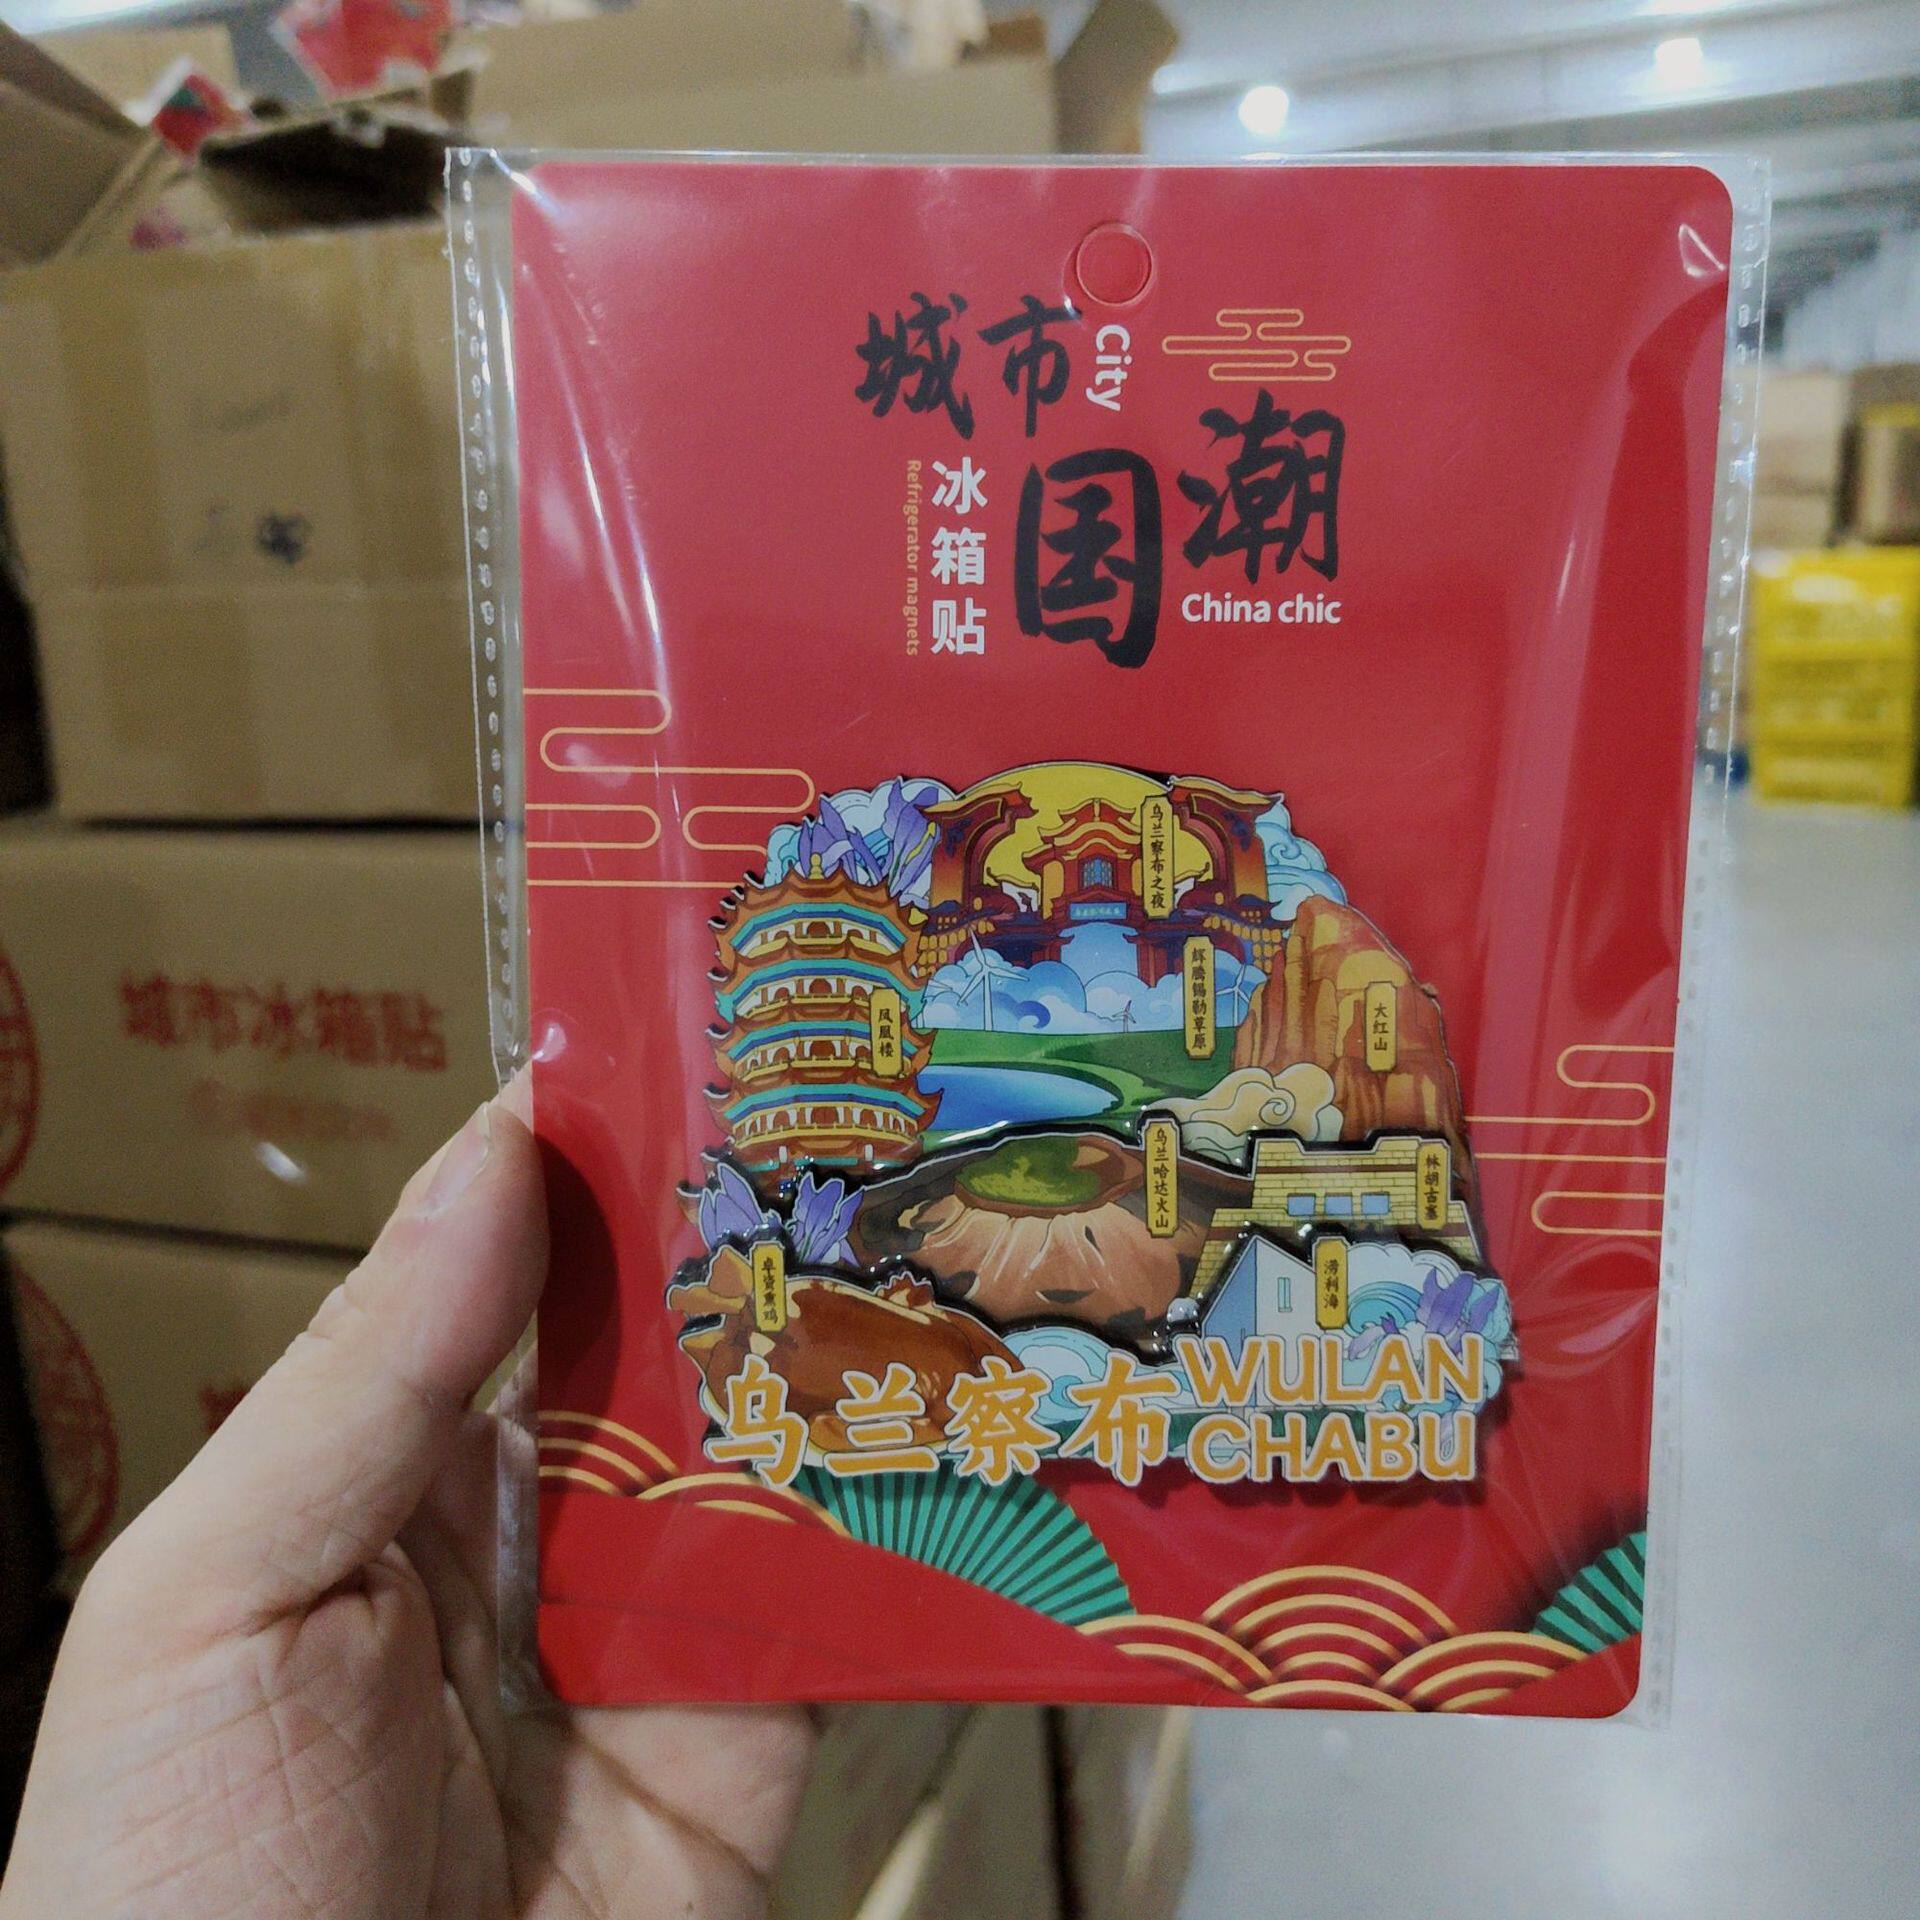 城市
City
国潮
China chic
冰箱贴
Refrigerator magnets
乌兰察布之夜
辉腾锡勒草原
大红山
凤凰楼
乌兰哈达火山
林胡古塞
卓资熏鸡
涝利海
乌兰察布
WULAN
CHABU
城市冰箱贴